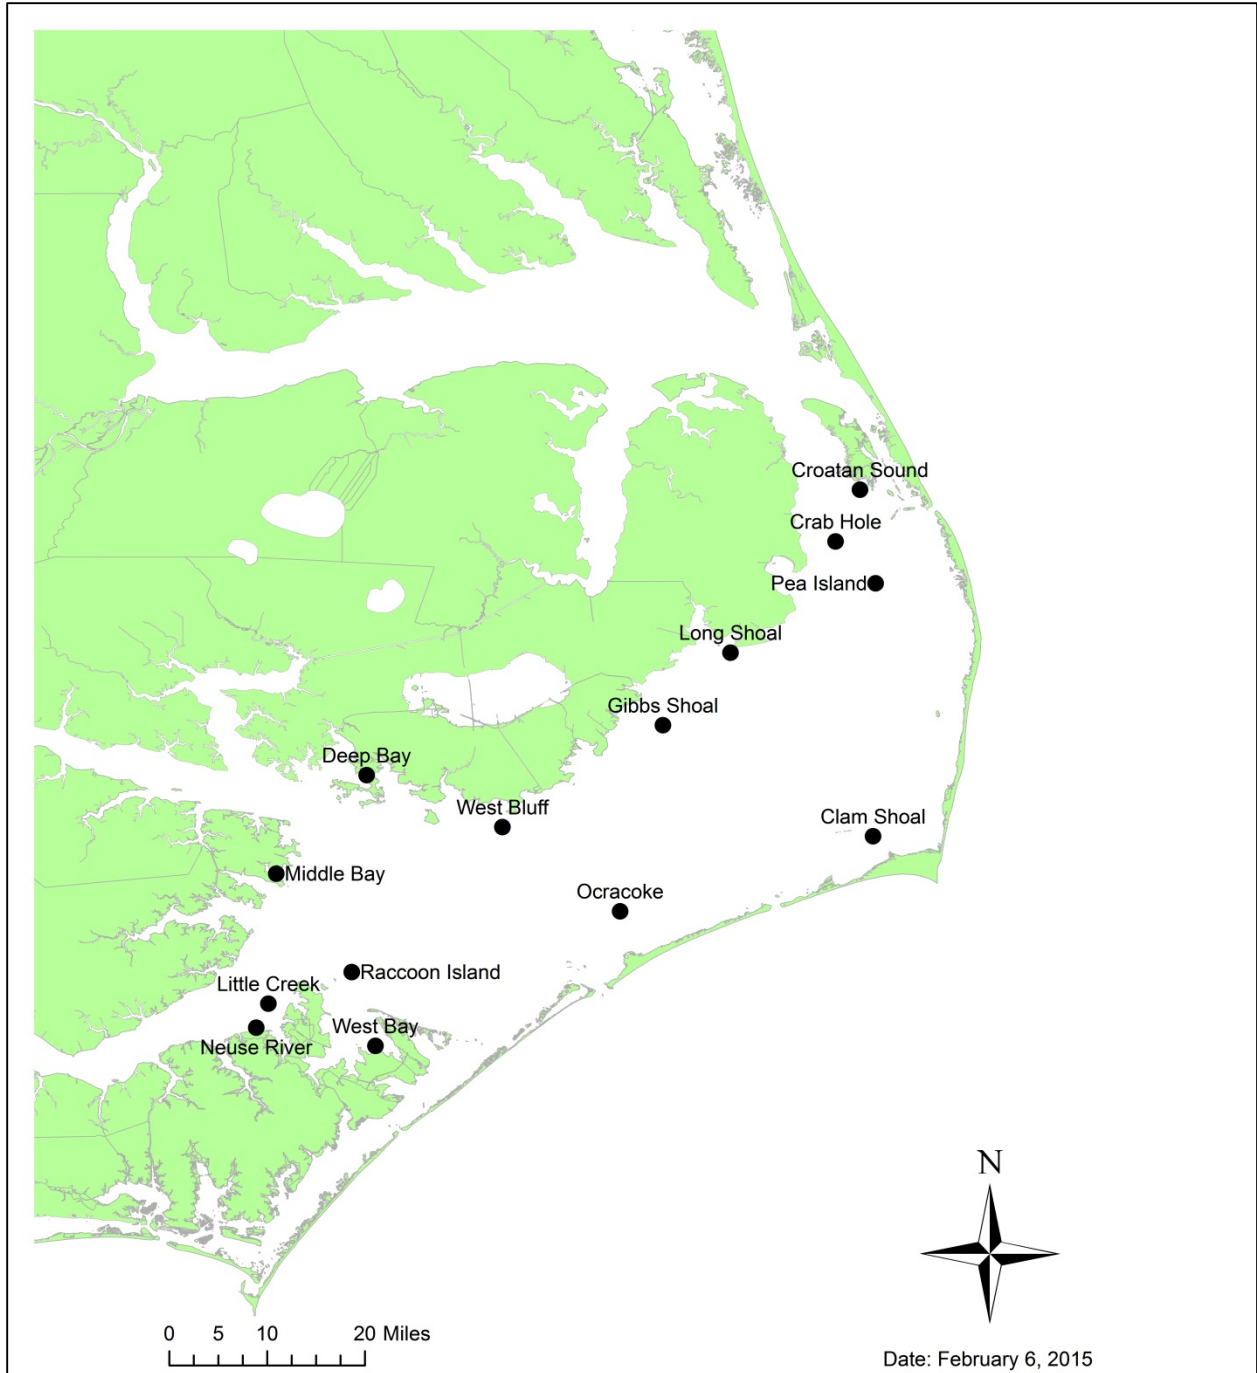 Croatan Sound
Crab Hole
Pea Island
Long Shoal
Gibbs Shoal
Deep Bay
West Bluff
Clam Shoal
Middle Bay
Ocracoke
Raccoon Island
Little Creek
West Bay
Neuse River
N
0 5 10 20 Miles
Date: February 6, 2015